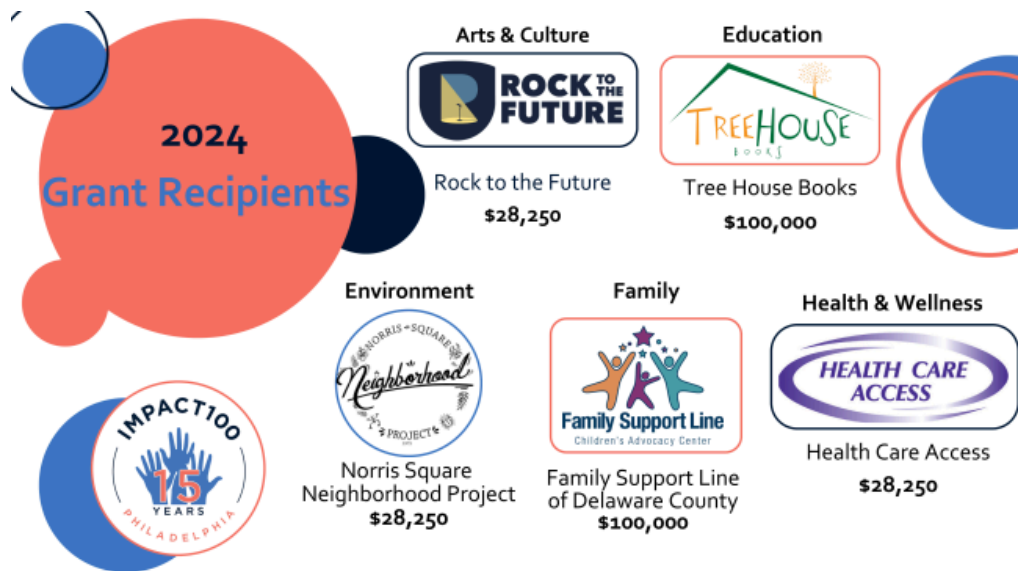 2024
Grant Recipients
Arts & Culture
ROCK TO THE
FUTURE
Rock to the Future
$28,250
Education
TREEHOUSE
BOOKS
Tree House Books
$100,000
Environment
NORRIS SQUARE
Neighborhood
PROJECT
Norris Square
Neighborhood Project
$28,250
Family
Family Support Line
Children's Advocacy Center
Family Support Line
of Delaware County
$100,000
Health & Wellness
HEALTH CARE
ACCESS
Health Care Access
$28,250
IMPACT100
15
YEARS
PHILADELPHIA